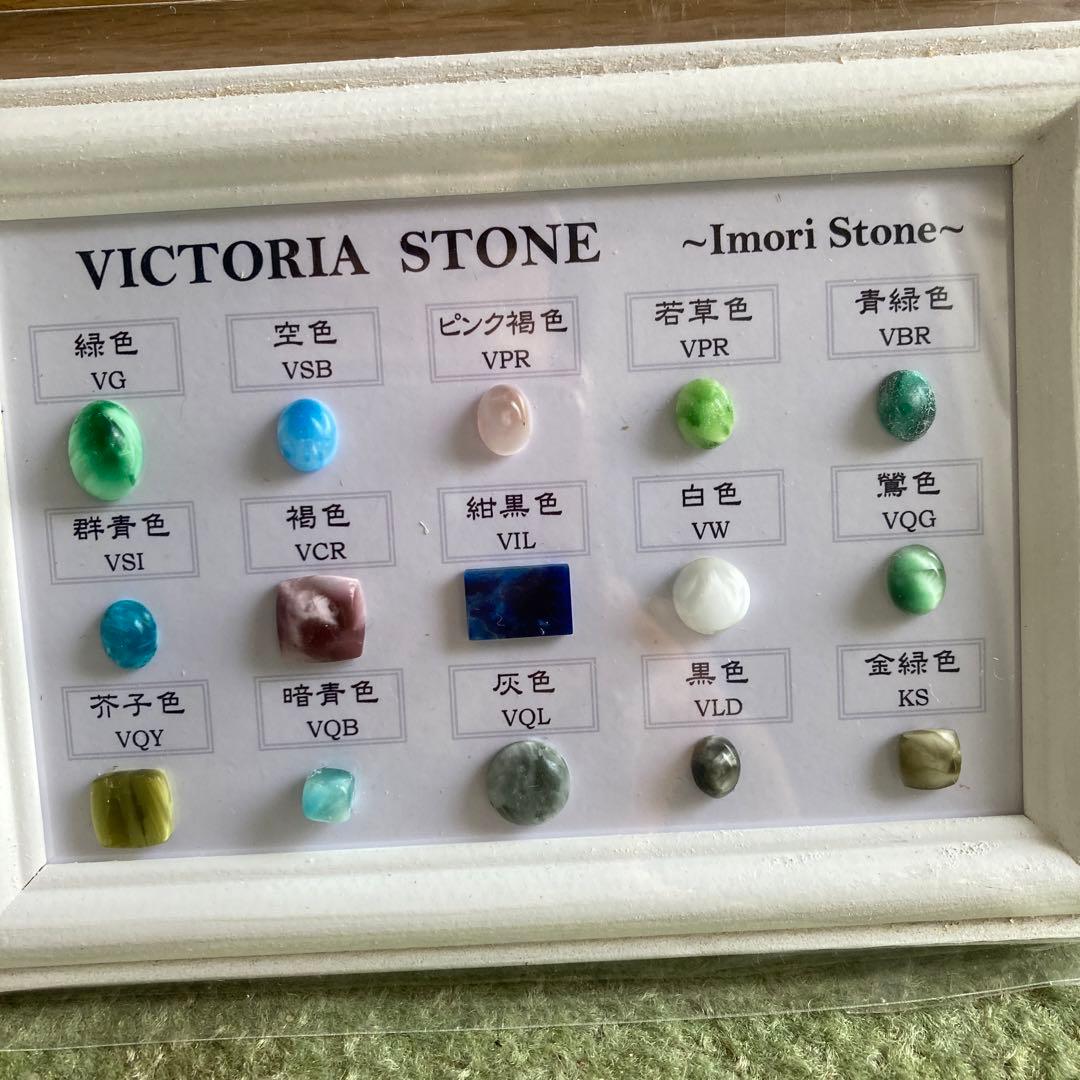 VICTORIA STONE ~Imori Stone~
緑色
VG
空色
VSB
ピンク褐色
VPR
若草色
VPR
青緑色
VBR
群青色
VSI
褐色
VCR
紺黒色
VIL
白色
VW
鶯色
VQG
芥子色
VQY
暗青色
VQB
灰色
VQL
黒色
VLD
金緑色
KS